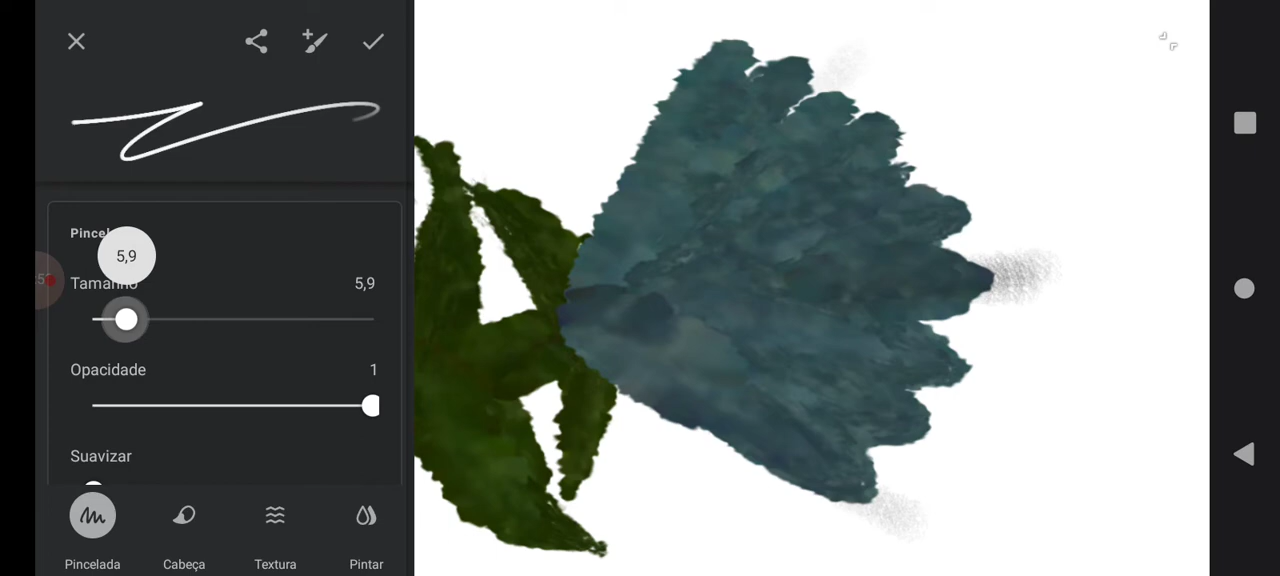 5,9
Tamanho 5,9
Opacidade 1
Suavizar
Pincelada Cabeça Textura Pintar